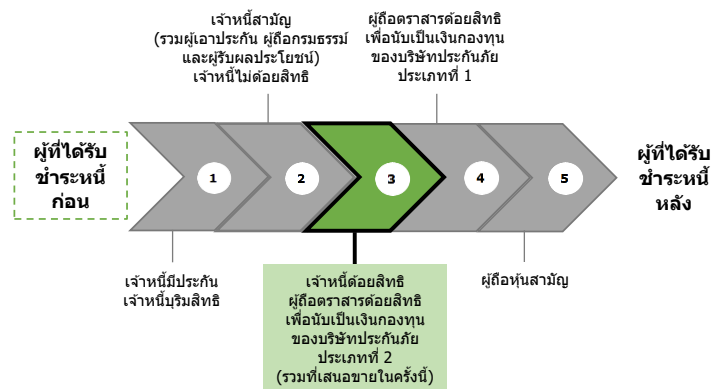 เจ้าหนี้สามัญ
(รวมผู้เอาประกัน ผู้ถือกรมธรรม์
และผู้รับผลประโยชน์)
เจ้าหนี้ไม่ด้อยสิทธิ
ผู้ถือตราสารด้อยสิทธิ
เพื่อนับเป็นเงินกองทุน
ของบริษัทประกันภัย
ประเภทที่ 1
ผู้ที่ได้รับ
ชำระหนี้
ก่อน
1
2
3
4
5
ผู้ที่ได้รับ
ชำระหนี้
หลัง
เจ้าหนี้มีประกัน
เจ้าหนี้บุริมสิทธิ
เจ้าหนี้ด้อยสิทธิ
ผู้ถือตราสารด้อยสิทธิ
เพื่อนับเป็นเงินกองทุน
ของบริษัทประกันภัย
ประเภทที่ 2
(รวมที่เสนอขายในครั้งนี้)
ผู้ถือหุ้นสามัญ